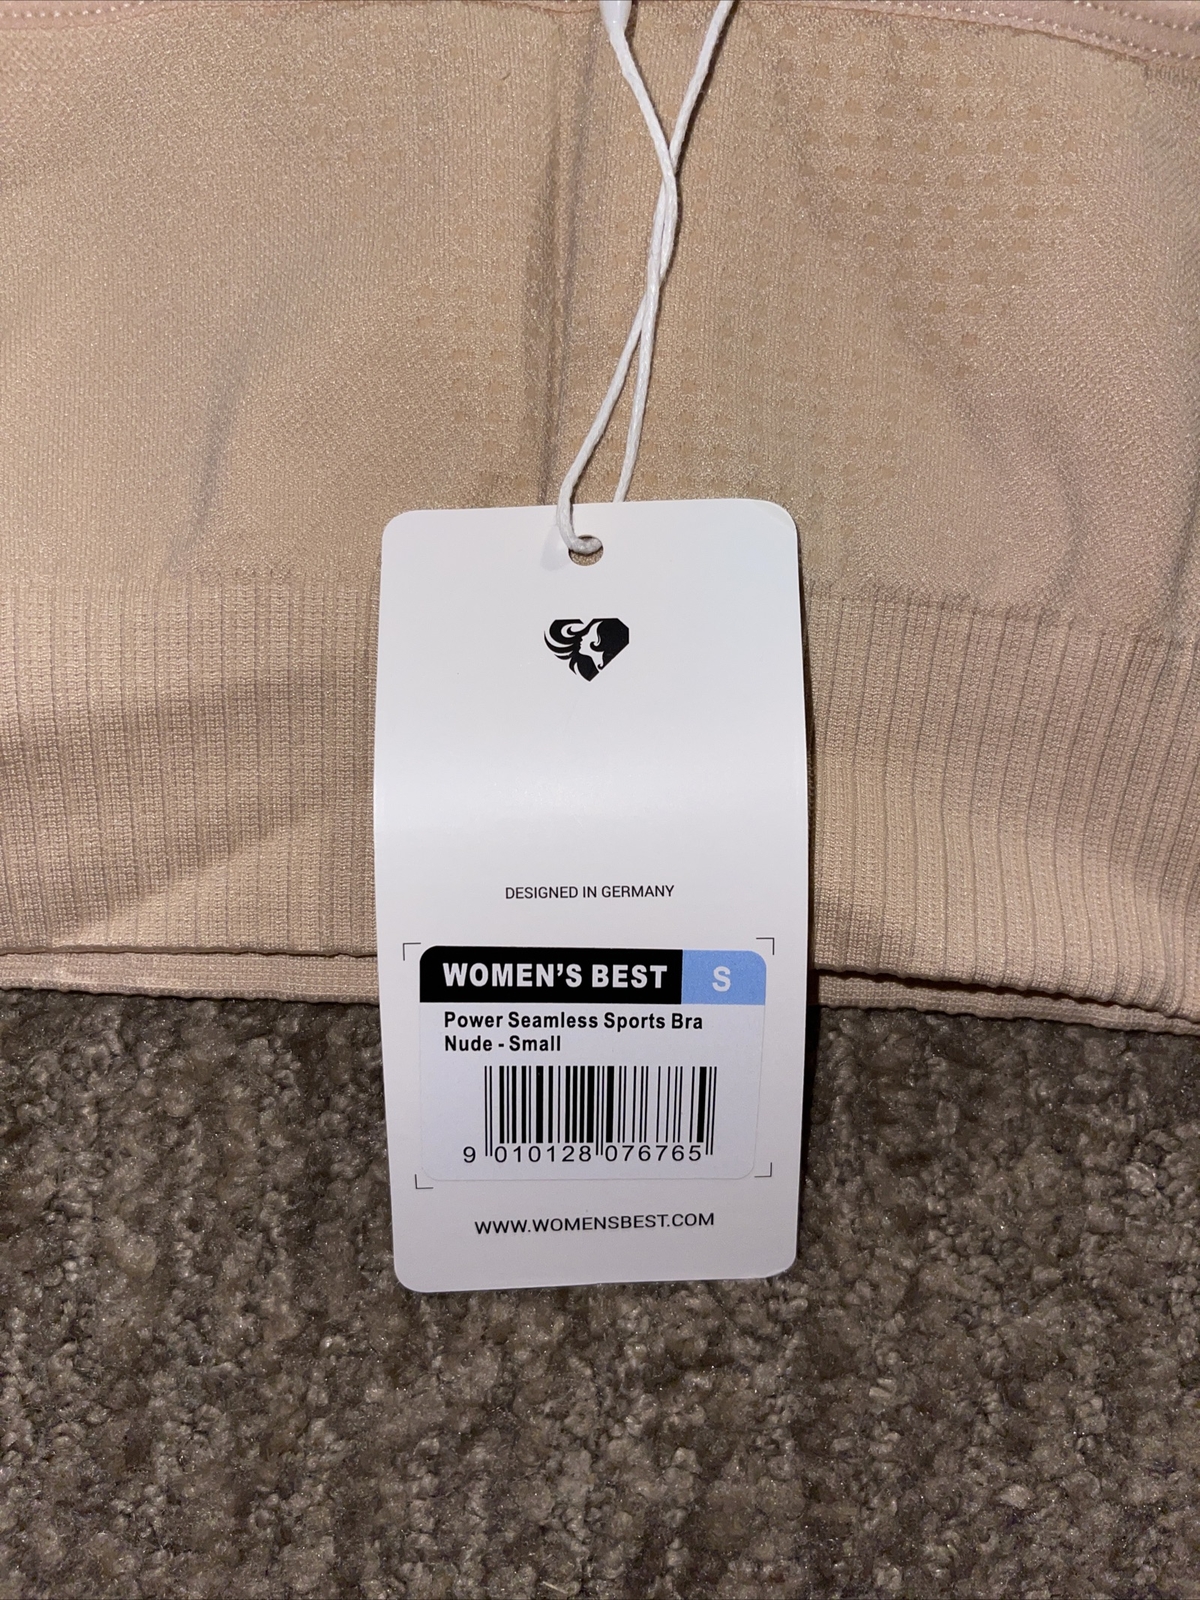 DESIGNED IN GERMANY
WOMEN'S BEST S
Power Seamless Sports Bra
Nude - Small
9 010128 076765
WWW.WOMENSBEST.COM